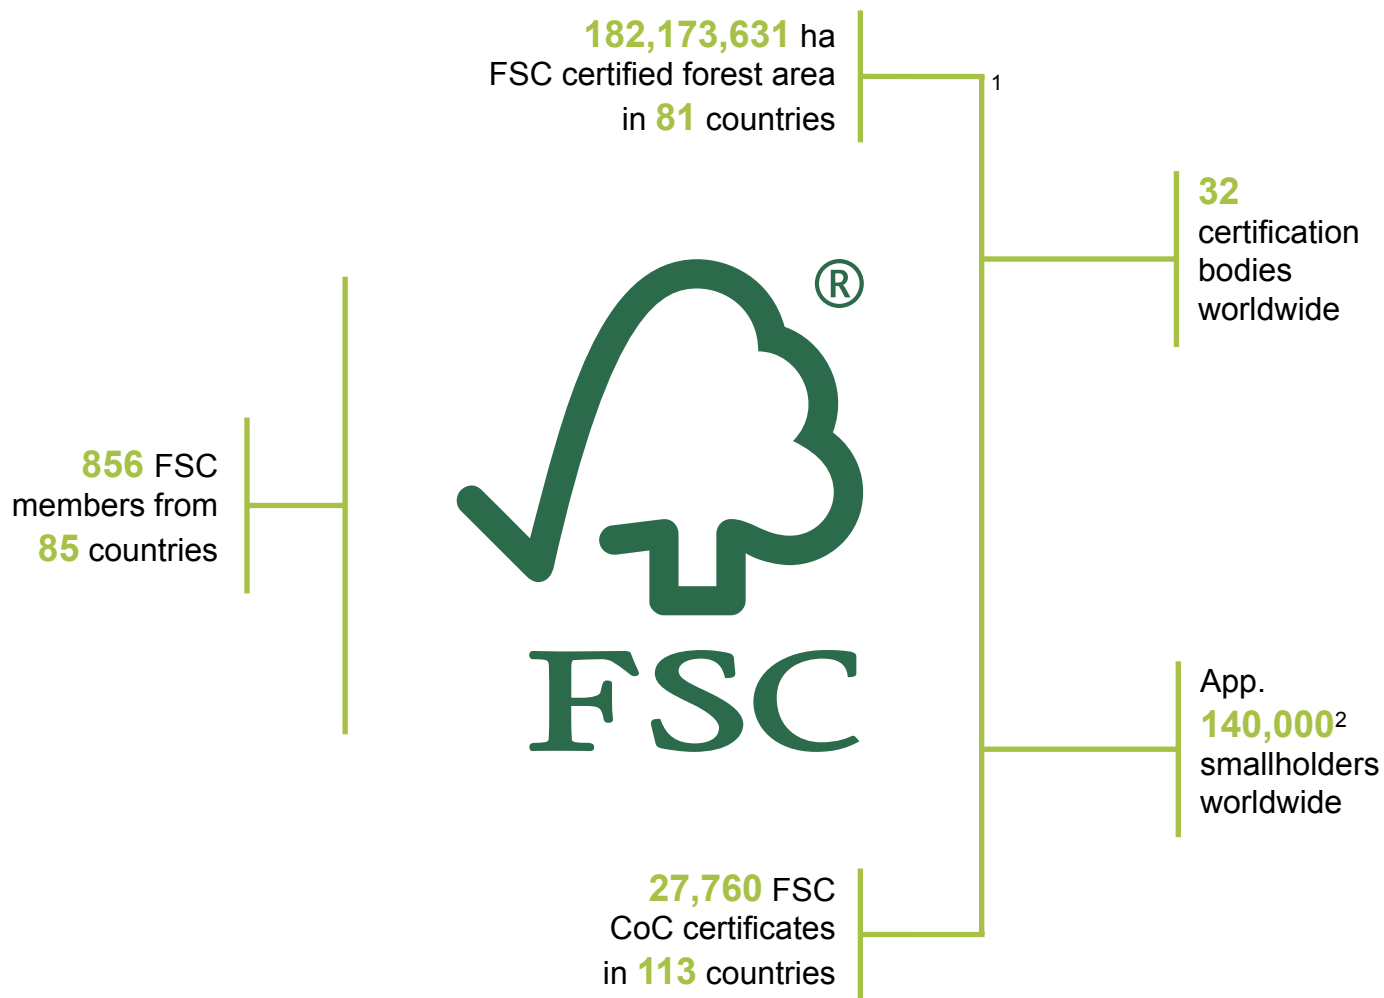 182,173,631 ha
FSC certified forest area
in 81 countries
1
32
certification
bodies
worldwide
®
856 FSC
members from
85 countries
FSC
App.
140,000²
smallholders
worldwide
27,760 FSC
CoC certificates
in 113 countries